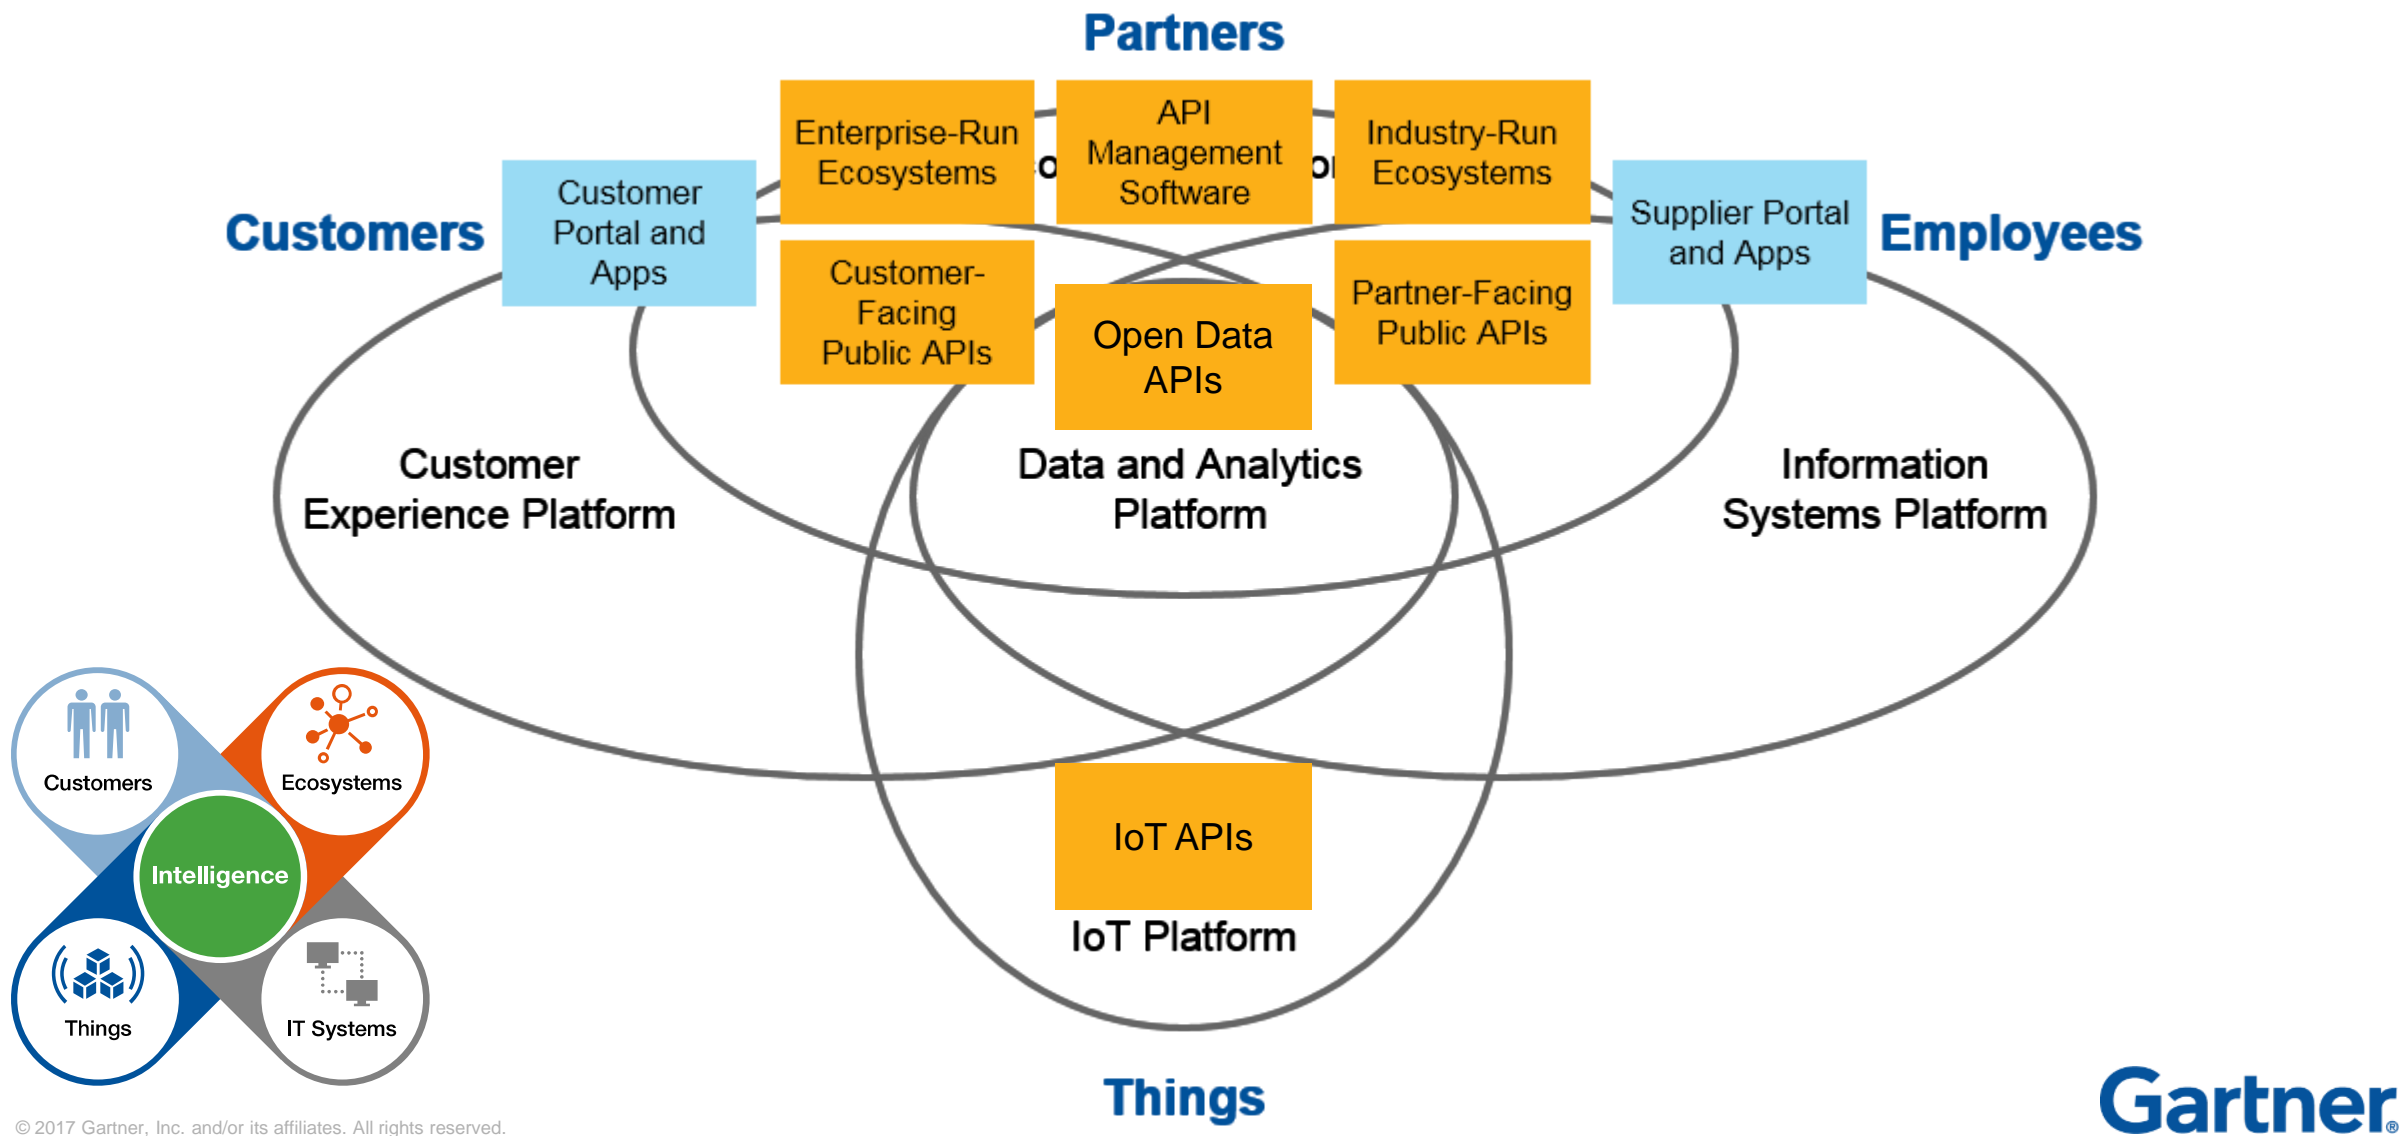 Partners
Enterprise-Run
Ecosystems
API
Management
Software
Industry-Run
Ecosystems
Customers
Customer
Portal and
Apps
Supplier Portal
and Apps
Employees
Customer-
Facing
Public APIs
Open Data
APIs
Partner-Facing
Public APIs
Customer
Experience Platform
Data and Analytics
Platform
Information
Systems Platform
IoT APIs
IoT Platform
Things
Customers
Ecosystems
Intelligence
Things
IT Systems
Gartner®
© 2017 Gartner, Inc. and/or its affiliates. All rights reserved.